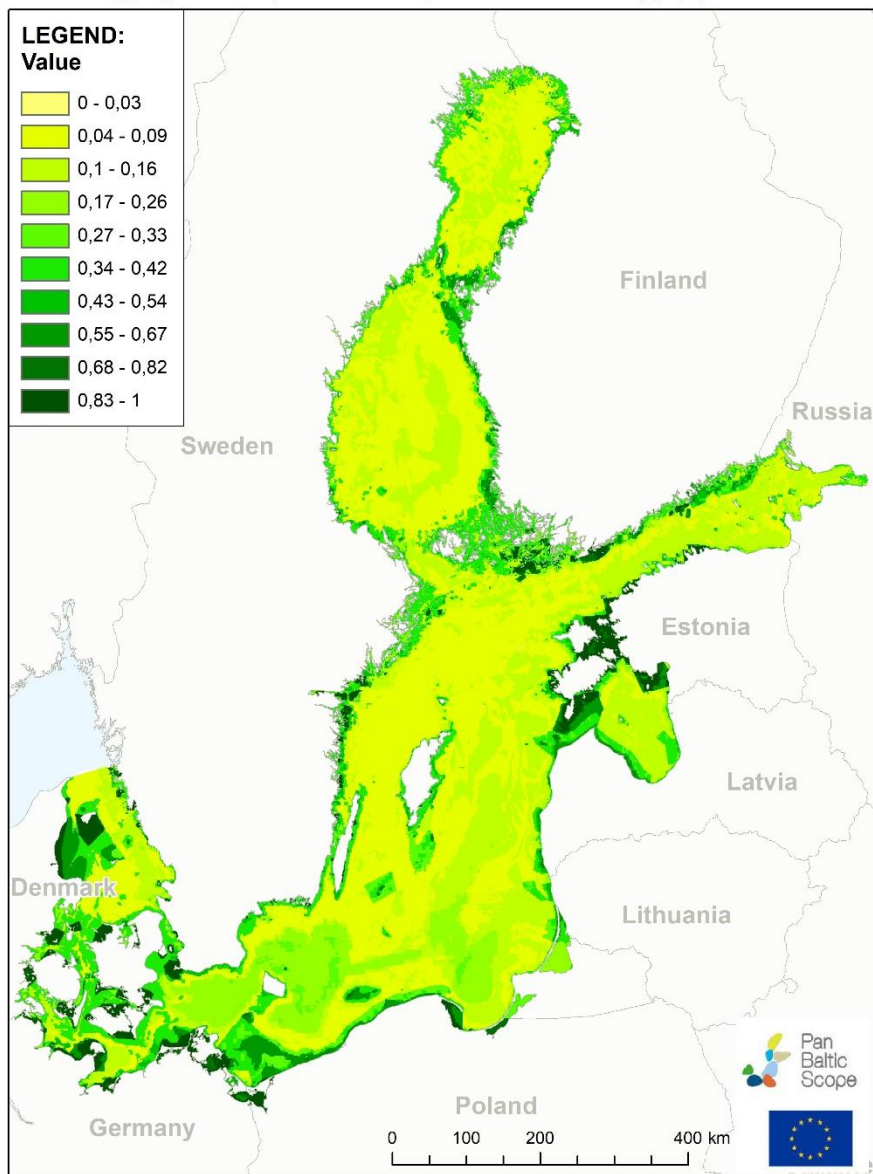 LEGEND:
Value
0 - 0,03
0,04 - 0,09
0,1 - 0,16
0,17 - 0,26
0,27 - 0,33
0,34 - 0,42
0,43 - 0,54
0,55 - 0,67
0,68 - 0,82
0,83 - 1
Finland
Russia
Sweden
Estonia
Latvia
Denmark
Lithuania
Pan
Baltic
Scope
Poland
Germany
0 100 200 400 km